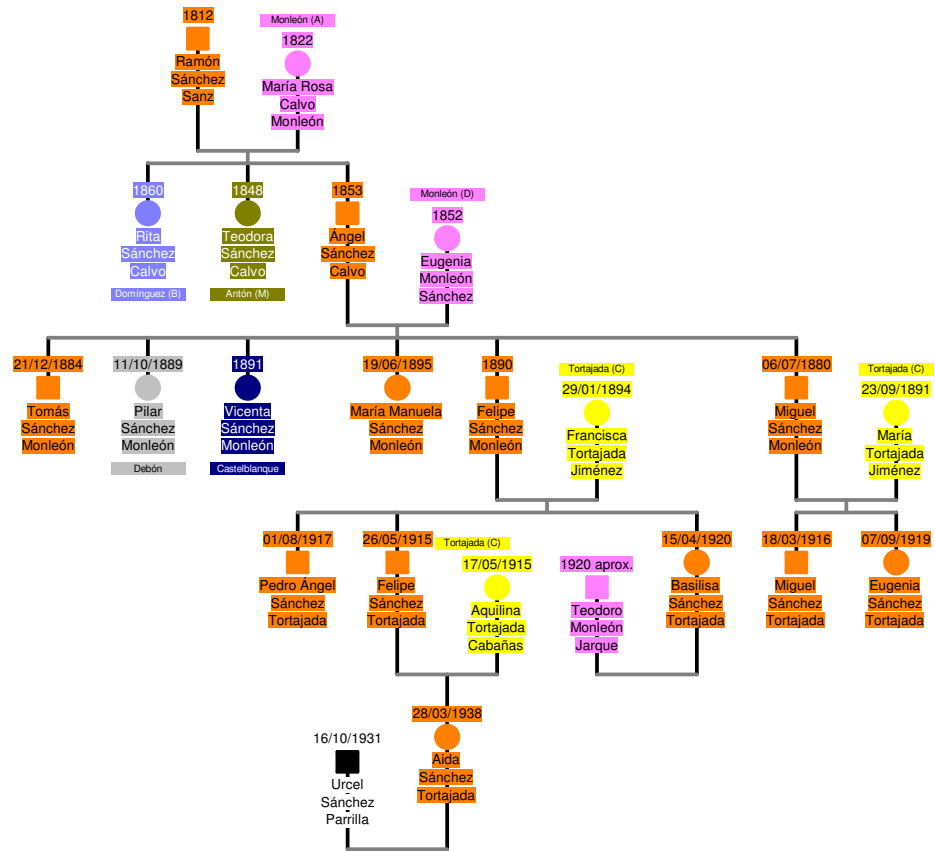 1812
Ramón
Sánchez
Sanz
Monleón (A)
1822
María Rosa
Calvo
Monleón
1860
Rita
Sánchez
Calvo
Domínguez (B)
1848
Teodora
Sánchez
Calvo
Antón (M)
1853
Ángel
Sánchez
Calvo
Monleón (D)
1852
Eugenia
Monleón
Sánchez
21/12/1884
Tomás
Sánchez
Monleón
11/10/1889
Pilar
Sánchez
Monleón
Debón
1891
Vicenta
Sánchez
Monleón
Castelblanque
19/06/1895
María Manuela
Sánchez
Monleón
1890
Felipe
Sánchez
Monleón
Tortajada (C)
29/01/1894
Francisca
Tortajada
Jiménez
06/07/1880
Miguel
Sánchez
Monleón
Tortajada (C)
23/09/1891
María
Tortajada
Jiménez
01/08/1917
Pedro Ángel
Sánchez
Tortajada
26/05/1915
Felipe
Sánchez
Tortajada
Tortajada (C)
17/05/1915
Aquilina
Tortajada
Cabañas
1920 aprox.
Teodoro
Monleón
Jarque
15/04/1920
Basilisa
Sánchez
Tortajada
18/03/1916
Miguel
Sánchez
Tortajada
07/09/1919
Eugenia
Sánchez
Tortajada
16/10/1931
Urcel
Sánchez
Parrilla
28/03/1938
Aida
Sánchez
Tortajada